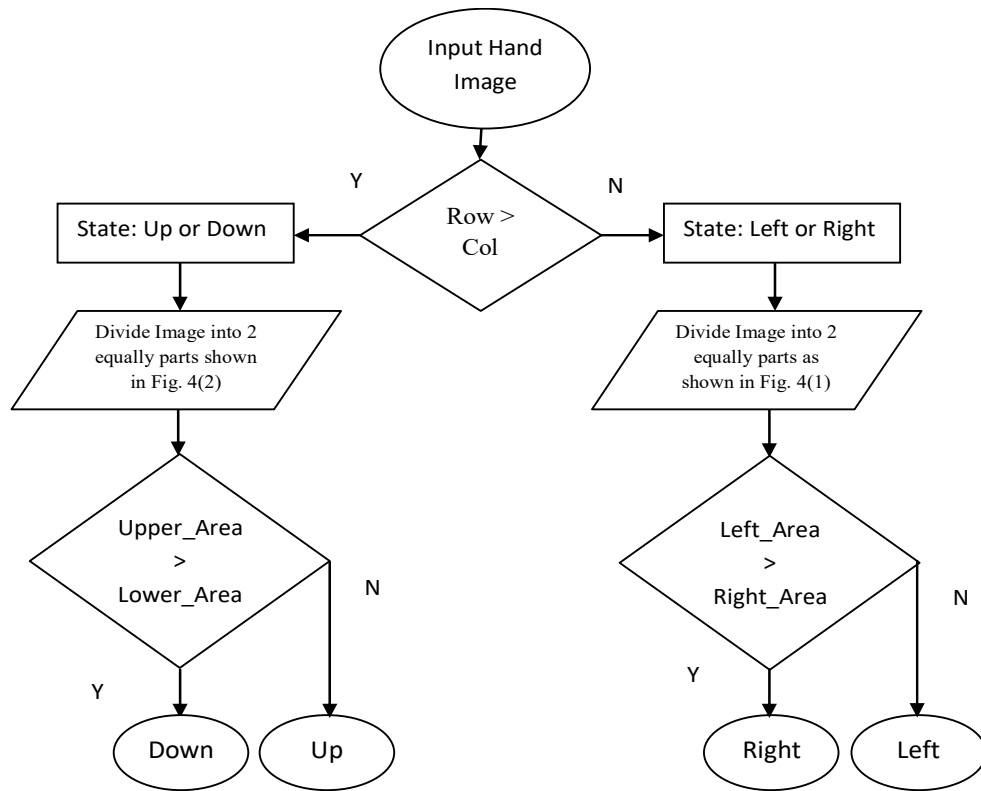 Input Hand
Image
Y
N
Row >
Col
State: Up or Down
State: Left or Right
Divide Image into 2
equally parts shown
in Fig. 4(2)
Divide Image into 2
equally parts as
shown in Fig. 4(1)
Upper_Area
>
Lower_Area
N
Left_Area
>
Right_Area
N
Y
Y
Down
Up
Right
Left